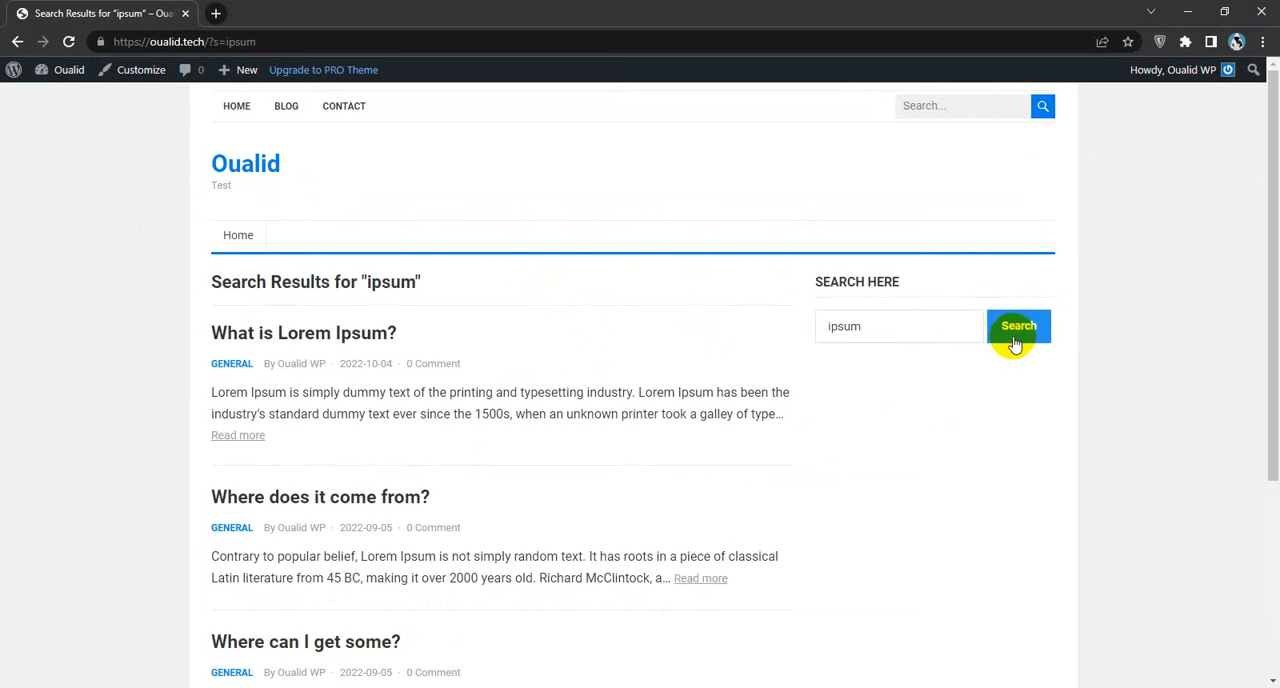 Search Results for "ipsum" – Oua
https://oualid.tech/?s=ipsum
Oualid
Customize
0
New
Upgrade to PRO Theme
Howdy, Oualid WP
HOME
BLOG
CONTACT
Search...
Oualid
Test
Home
Search Results for "ipsum"
SEARCH HERE
ipsum
Search
What is Lorem Ipsum?
GENERAL By Oualid WP · 2022-10-04 · 0 Comment
Lorem Ipsum is simply dummy text of the printing and typesetting industry. Lorem Ipsum has been the
industry's standard dummy text ever since the 1500s, when an unknown printer took a galley of type…
Read more
Where does it come from?
GENERAL By Oualid WP · 2022-09-05 · 0 Comment
Contrary to popular belief, Lorem Ipsum is not simply random text. It has roots in a piece of classical
Latin literature from 45 BC, making it over 2000 years old. Richard McClintock, a… Read more
Where can I get some?
GENERAL By Oualid WP · 2022-09-05 · 0 Comment